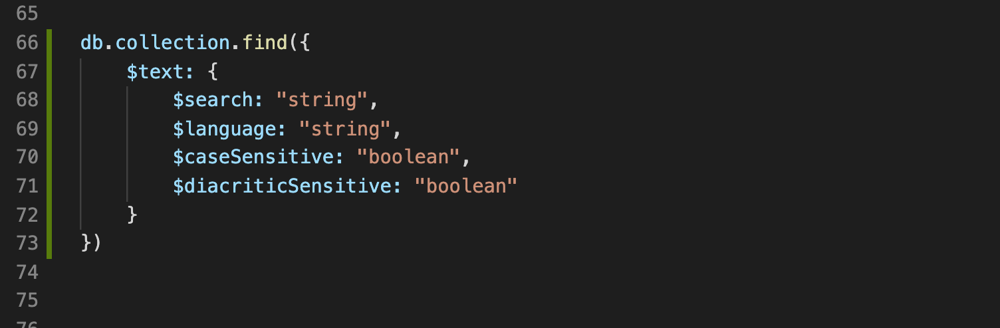 65
66 db.collection.find({
67 $text: {
68 $search: "string",
69 $language: "string",
70 $caseSensitive: "boolean",
71 $diacriticSensitive: "boolean"
72 }
73 })
74
75
76